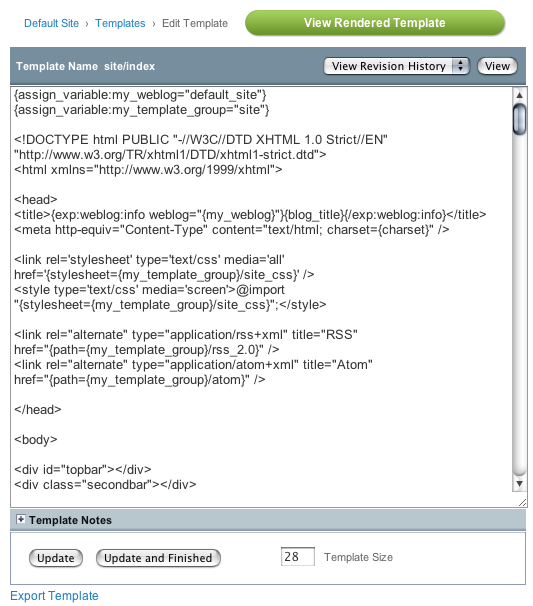 Default Site › Templates › Edit Template View Rendered Template
Template Name site/index View Revision History View
{assign_variable:my_weblog="default_site"}
{assign_variable:my_template_group="site"}
<!DOCTYPE html PUBLIC "-//W3C//DTD XHTML 1.0 Strict//EN"
"http://www.w3.org/TR/xhtml1/DTD/xhtml1-strict.dtd">
<html xmlns="http://www.w3.org/1999/xhtml">
<head>
<title>{exp:weblog:info weblog="{my_weblog}"}{blog_title}{/exp:weblog:info}</title>
<meta http-equiv="Content-Type" content="text/html; charset={charset}" />
<link rel='stylesheet' type='text/css' media='all'
href='{stylesheet={my_template_group}/site_css}' />
<style type='text/css' media='screen'>@import
"{stylesheet={my_template_group}/site_css}";</style>
<link rel="alternate" type="application/rss+xml" title="RSS"
href="{path={my_template_group}/rss_2.0}" />
<link rel="alternate" type="application/atom+xml" title="Atom"
href="{path={my_template_group}/atom}" />
</head>
<body>
<div id="topbar"></div>
<div class="secondbar"></div>
Template Notes
Update Update and Finished 28 Template Size
Export Template